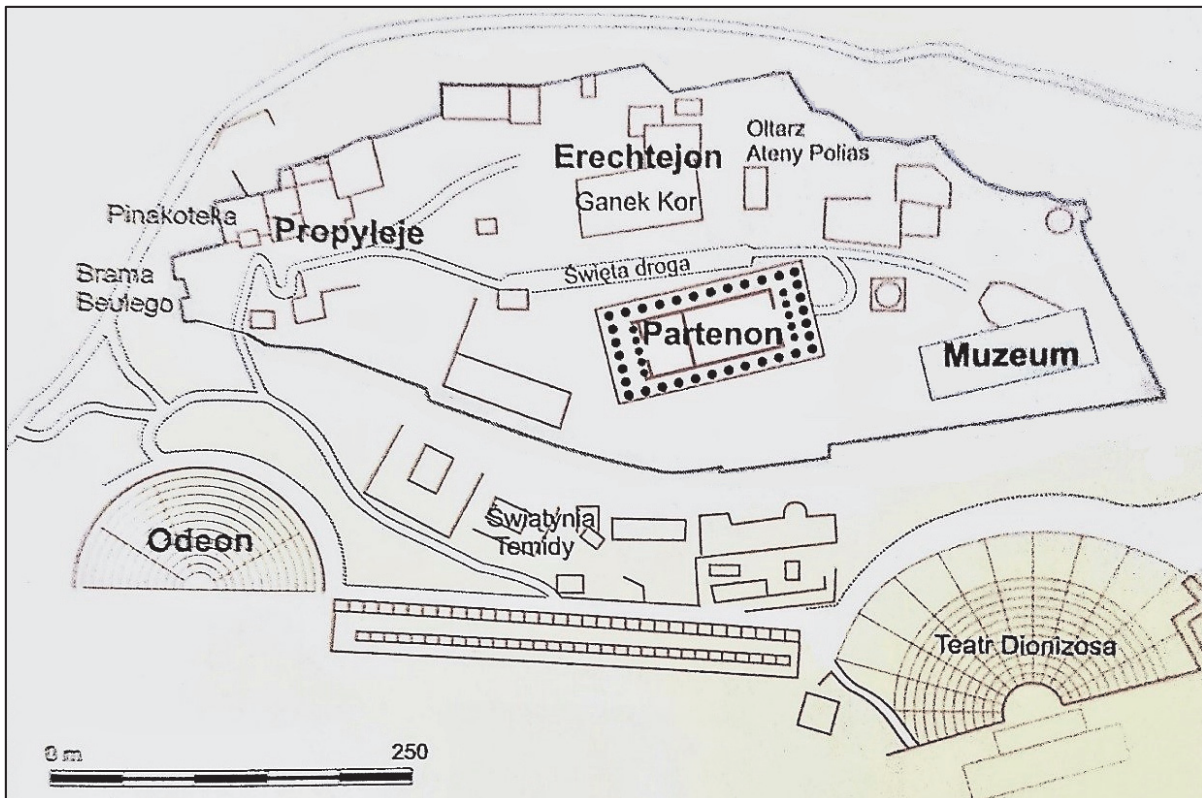 Ołtarz
Ateny Polias
Erechtejon
Ganek Kor
Pinakoteka
Propyleje
Brama
Beulego
Święta droga
Partenon
Muzeum
Świątynia
Temidy
Odeon
Teatr Dionizosa
0 m 250